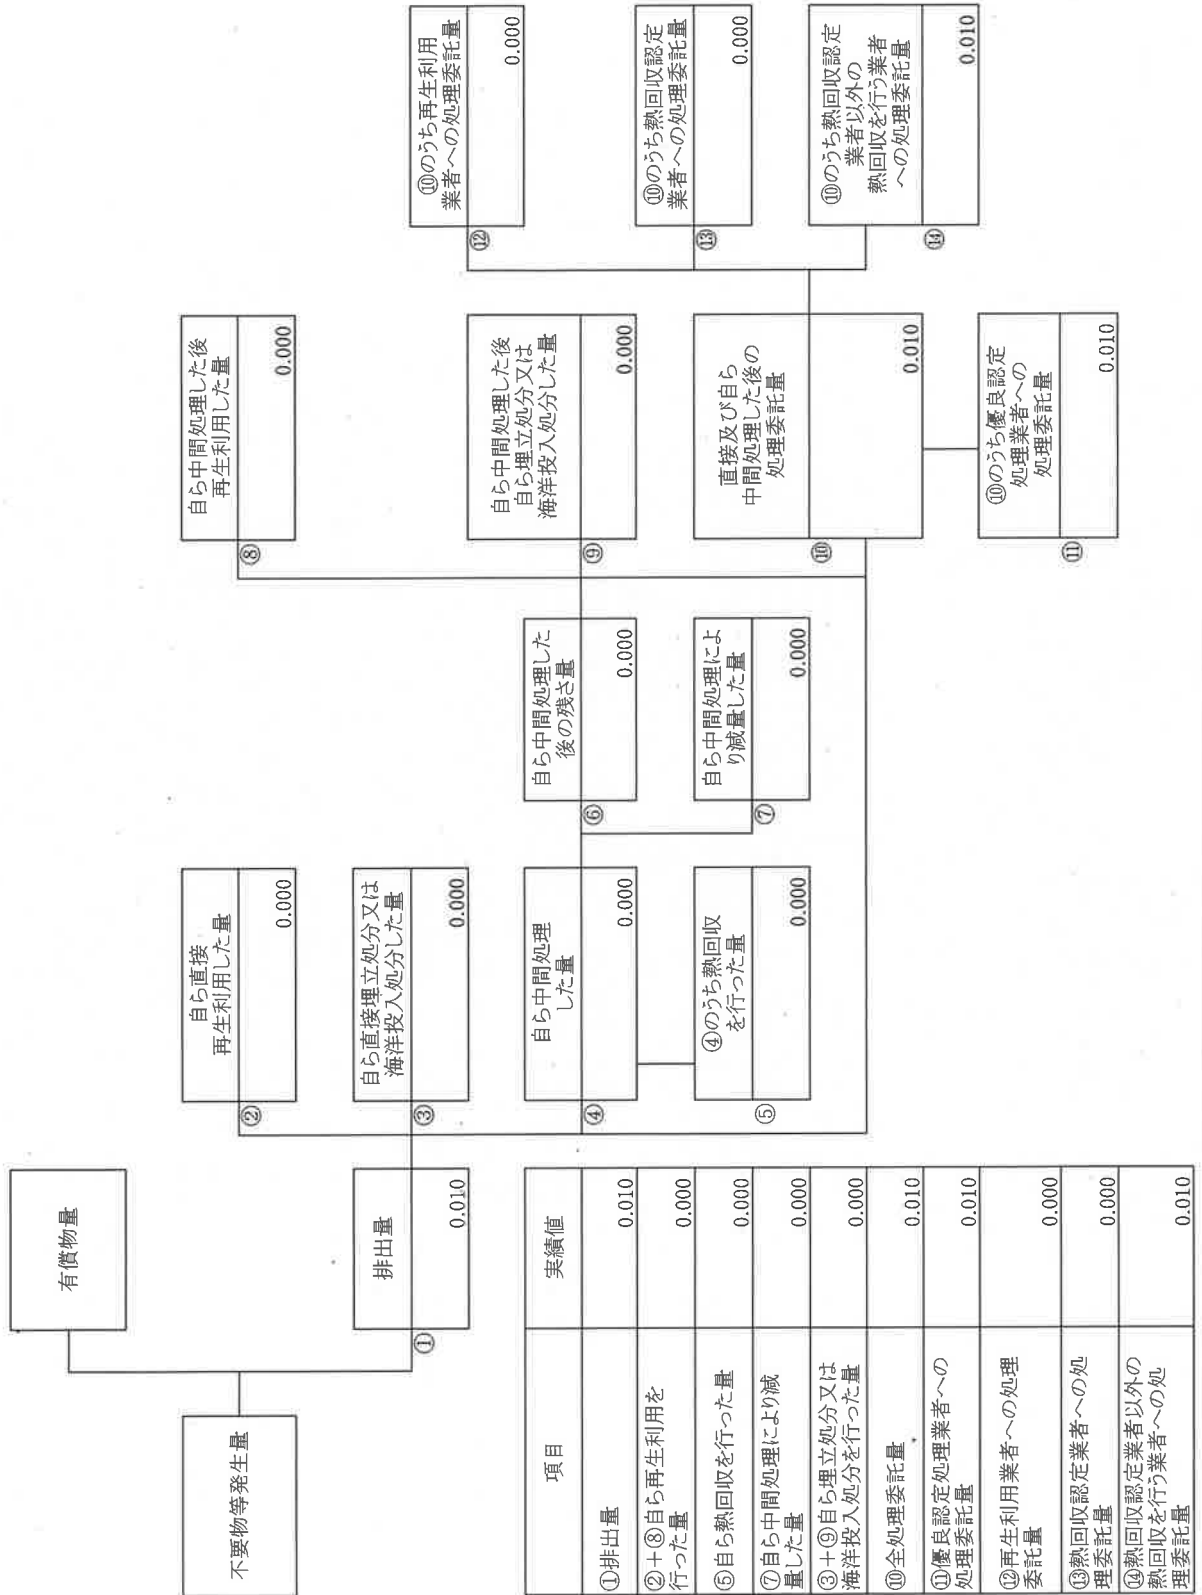 不要物等発生量
有償物量
排出量
①
0.010
自ら直接
再生利用した量
②
0.000
自ら直接埋立処分又は
海洋投入処分した量
③
0.000
自ら中間処理
した量
④
0.000
④のうち熱回収
を行った量
⑤
0.000
自ら中間処理した
後の残さ量
⑥
0.000
自ら中間処理によ
り減量した量
⑦
0.000
自ら中間処理した後
再生利用した量
⑧
0.000
自ら中間処理した後
自ら埋立処分又は
海洋投入処分した量
⑨
0.000
直接及び自ら
中間処理した後の
処理委託量
⑩
0.010
⑩のうち優良認定
処理業者への
処理委託量
⑪
0.010
⑩のうち再生利用
業者への処理委託量
⑫
0.000
⑩のうち熱回収認定
業者への処理委託量
⑬
0.000
⑩のうち熱回収認定
業者以外の
熱回収を行う業者
への処理委託量
⑭
0.010
項目
実績値
①排出量
0.010
②+⑧自ら再生利用を
行った量
0.000
⑤自ら熱回収を行った量
0.000
⑦自ら中間処理により減
量した量
0.000
③+⑨自ら埋立処分又は
海洋投入処分を行った量
0.000
⑩全処理委託量
0.010
⑪優良認定処理業者への
処理委託量
0.010
⑫再生利用業者への処理
委託量
0.000
⑬熱回収認定業者への処
理委託量
0.000
⑭熱回収認定業者以外の
熱回収を行う業者への処
理委託量
0.010